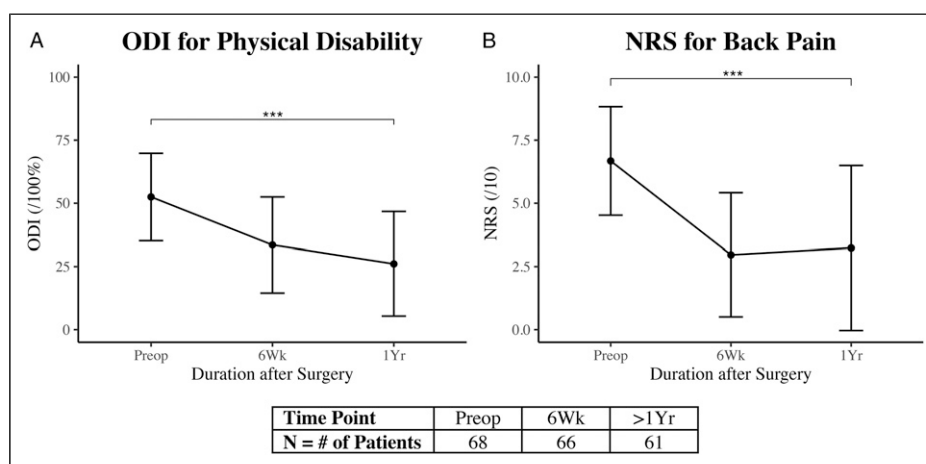 A ODI for Physical Disability
100
75
50
25
0
ODI (/100%)
***
Preop 6Wk 1Yr
Duration after Surgery
B NRS for Back Pain
10.0
7.5
5.0
2.5
0.0
NRS (/10)
***
Preop 6Wk 1Yr
Duration after Surgery
Time Point Preop 6Wk >1Yr
N = # of Patients 68 66 61